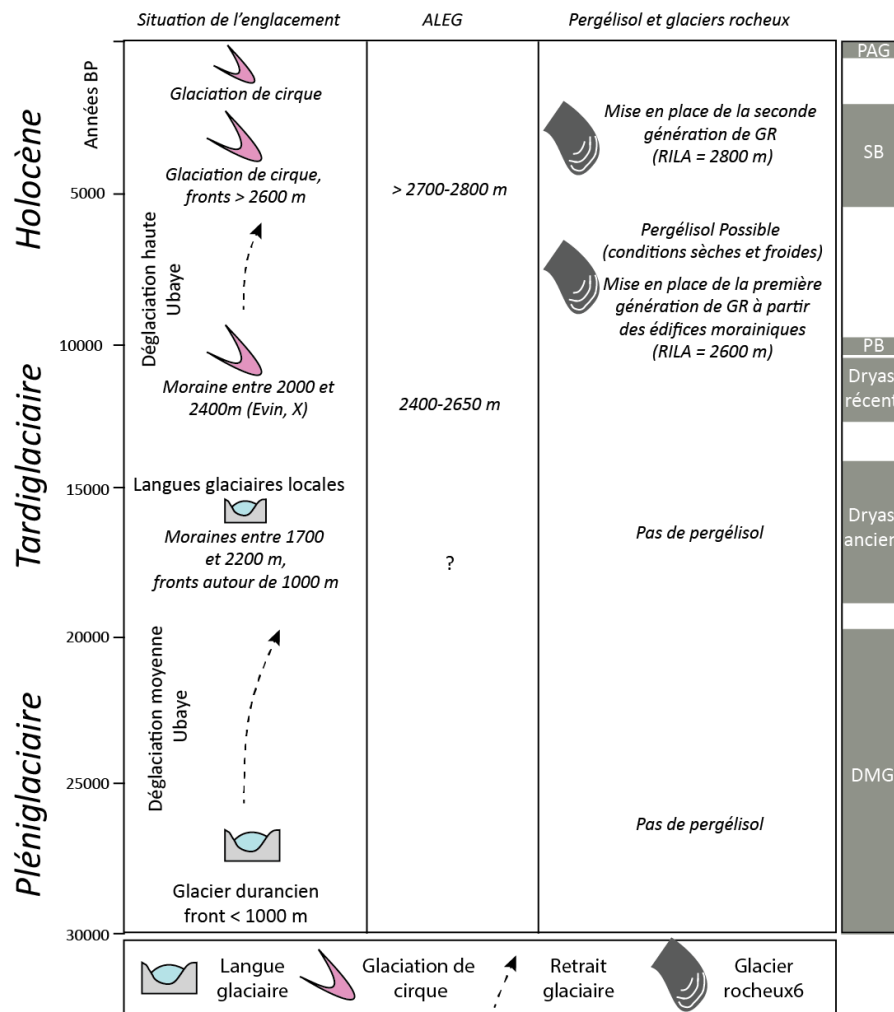 Situation de l’englacement
ALEG
Pergélisol et glaciers rocheux6
Années BP
Holocène
Tardiglaciaire
Pléniglaciaire
5000
10000
15000
20000
25000
30000
Glaciation de cirque
Glaciation de cirque,
fronts > 2600 m
Déglaciation haute
Ubaye
Moraine entre 2000 et
2400m (Evin, X)
Langues glaciaires locales
Moraines entre 1700
et 2200 m,
fronts autour de 1000 m
Déglaciation moyenne
Ubaye
Glacier durancien
front < 1000 m
> 2700-2800 m
2400-2650 m
?
Mise en place de la seconde
génération de GR
(RILA = 2800 m)
Pergélisol Possible
(conditions sèches et froides)
Mise en place de la première
génération de GR à partir
des édifices morainiques
(RILA = 2600 m)
Pas de pergélisol
Pas de pergélisol
PAG
SB
PB
Dryas
récent
Dryas
ancien
DMG
Langue
glaciaire
Glaciation de
cirque
Retrait
glaciaire
Glacier
rocheux6